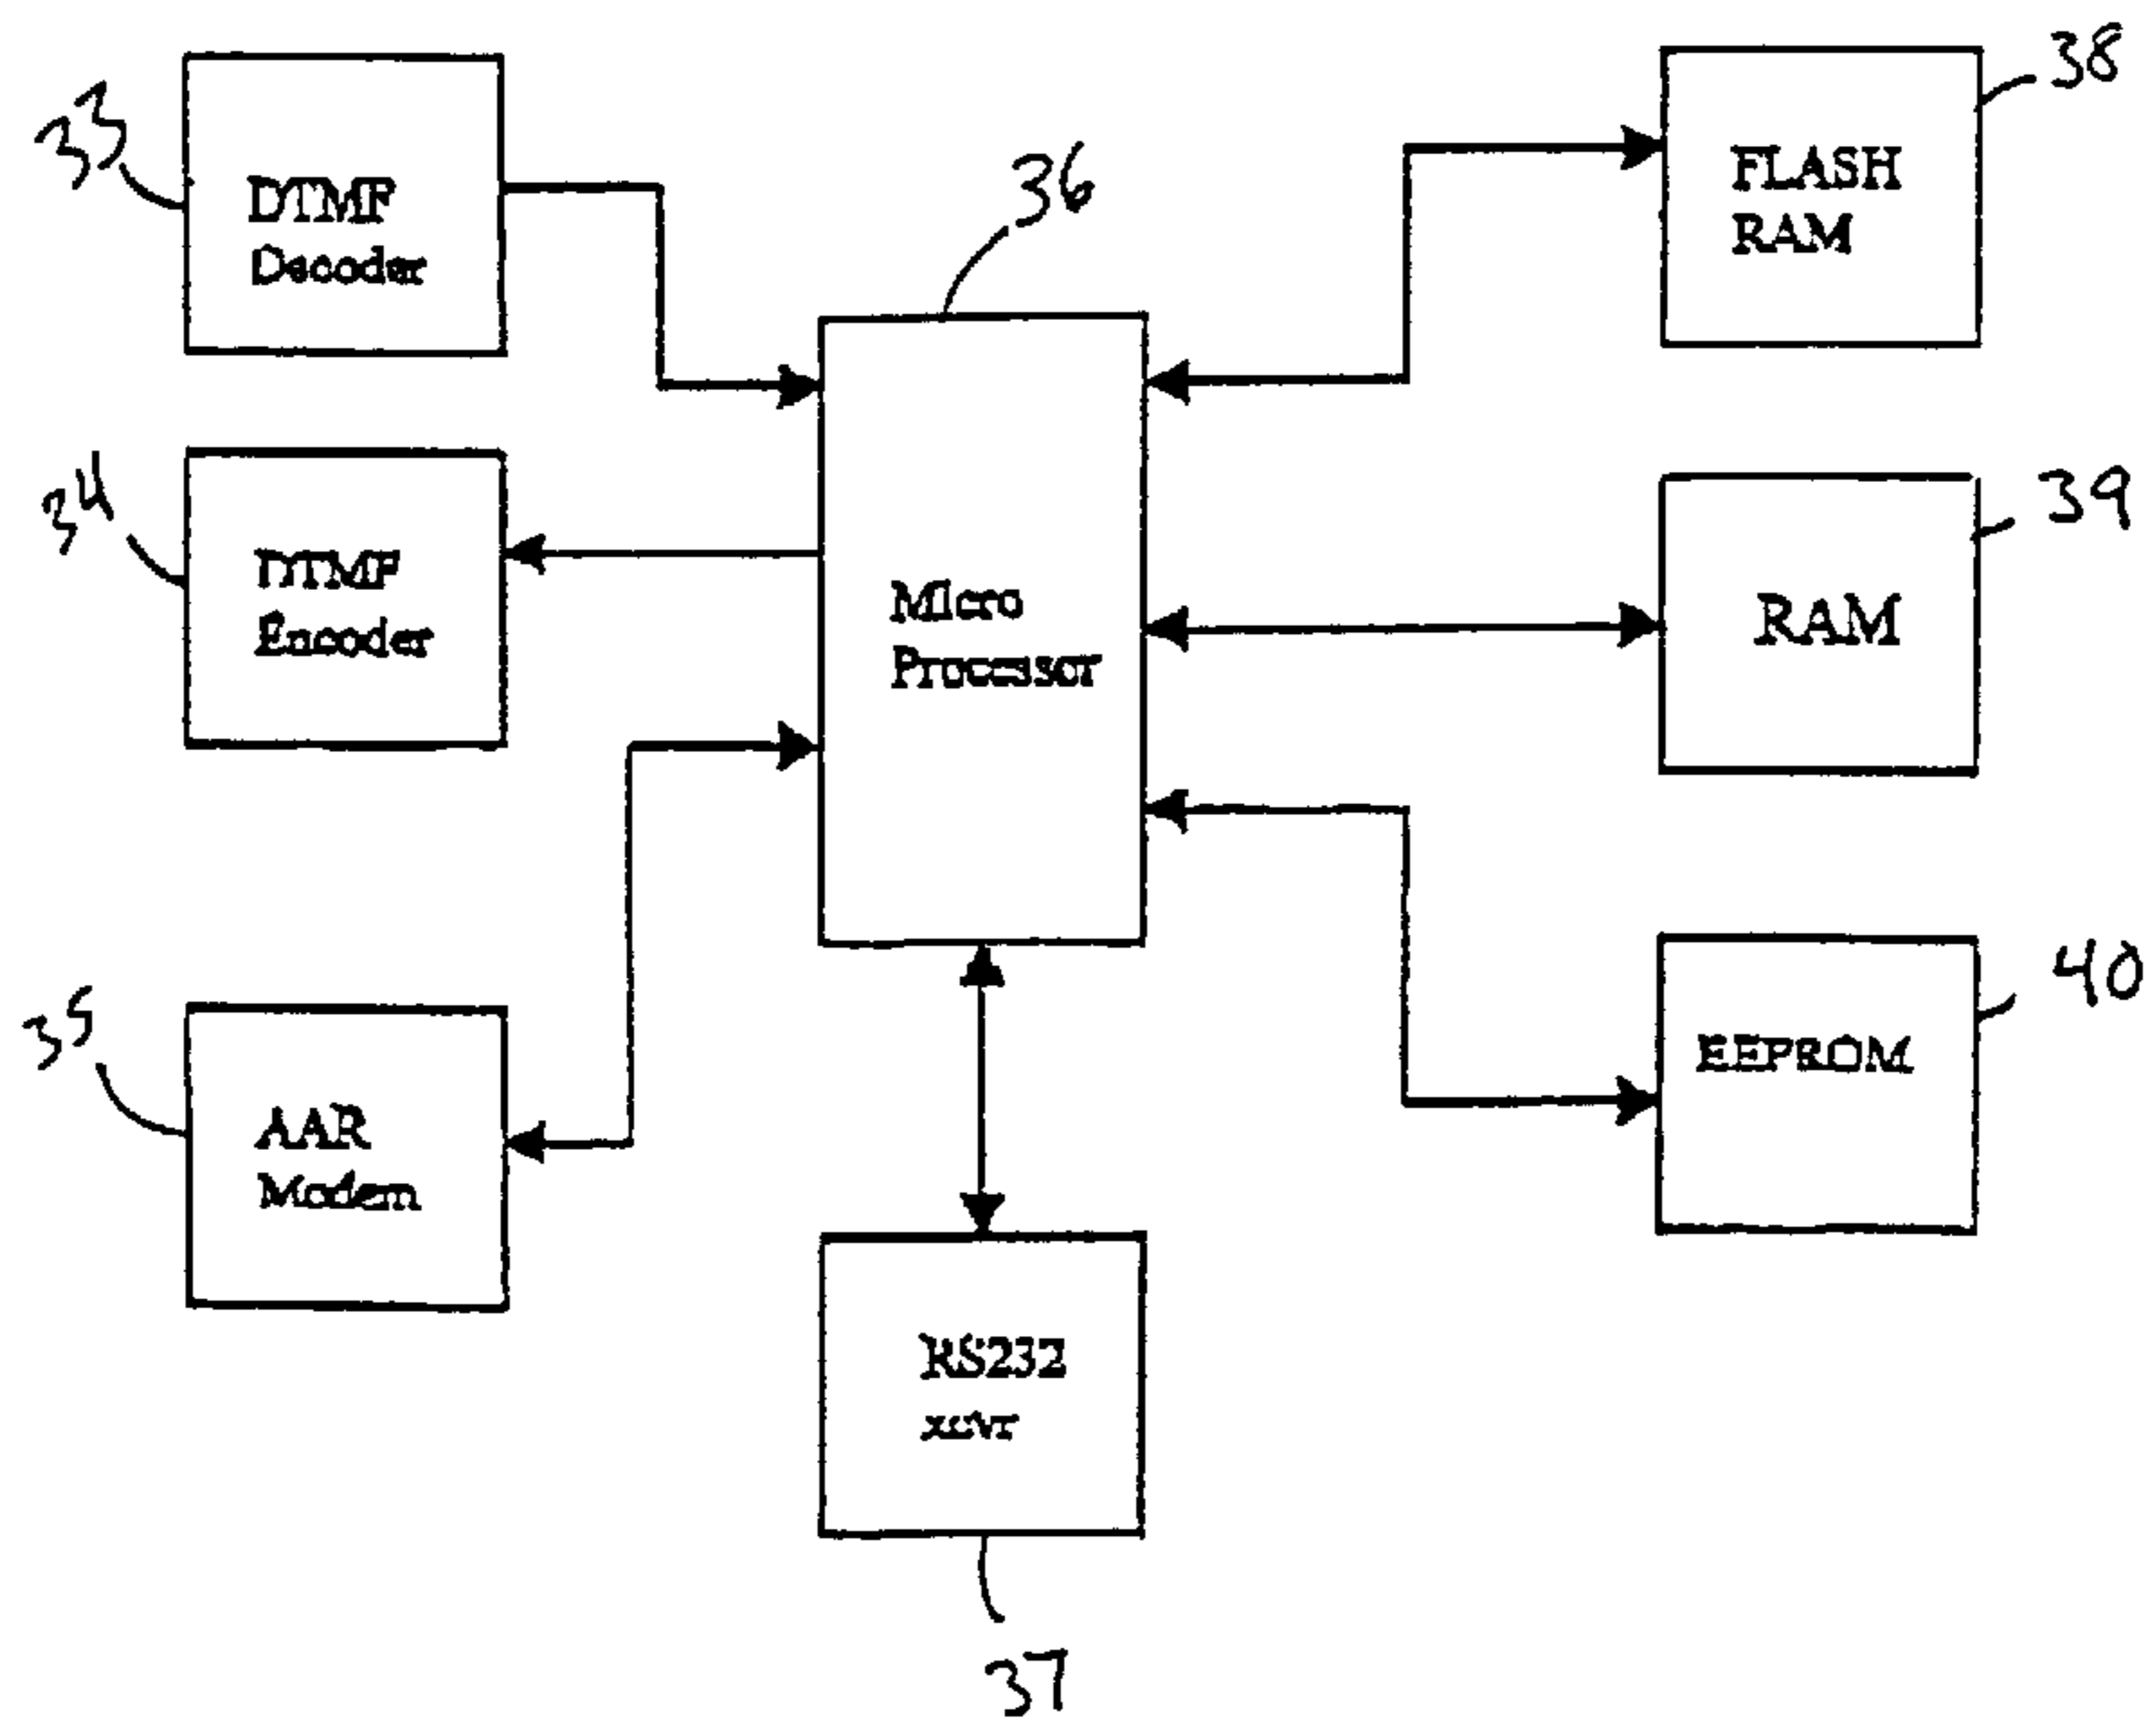 33
DTMF
Decoder
34
DTMF
Encoder
35
AAR
Modem
36
Micro
Processor
RS232
xcvr
37
38
FLASH
RAM
39
RAM
40
EEPROM